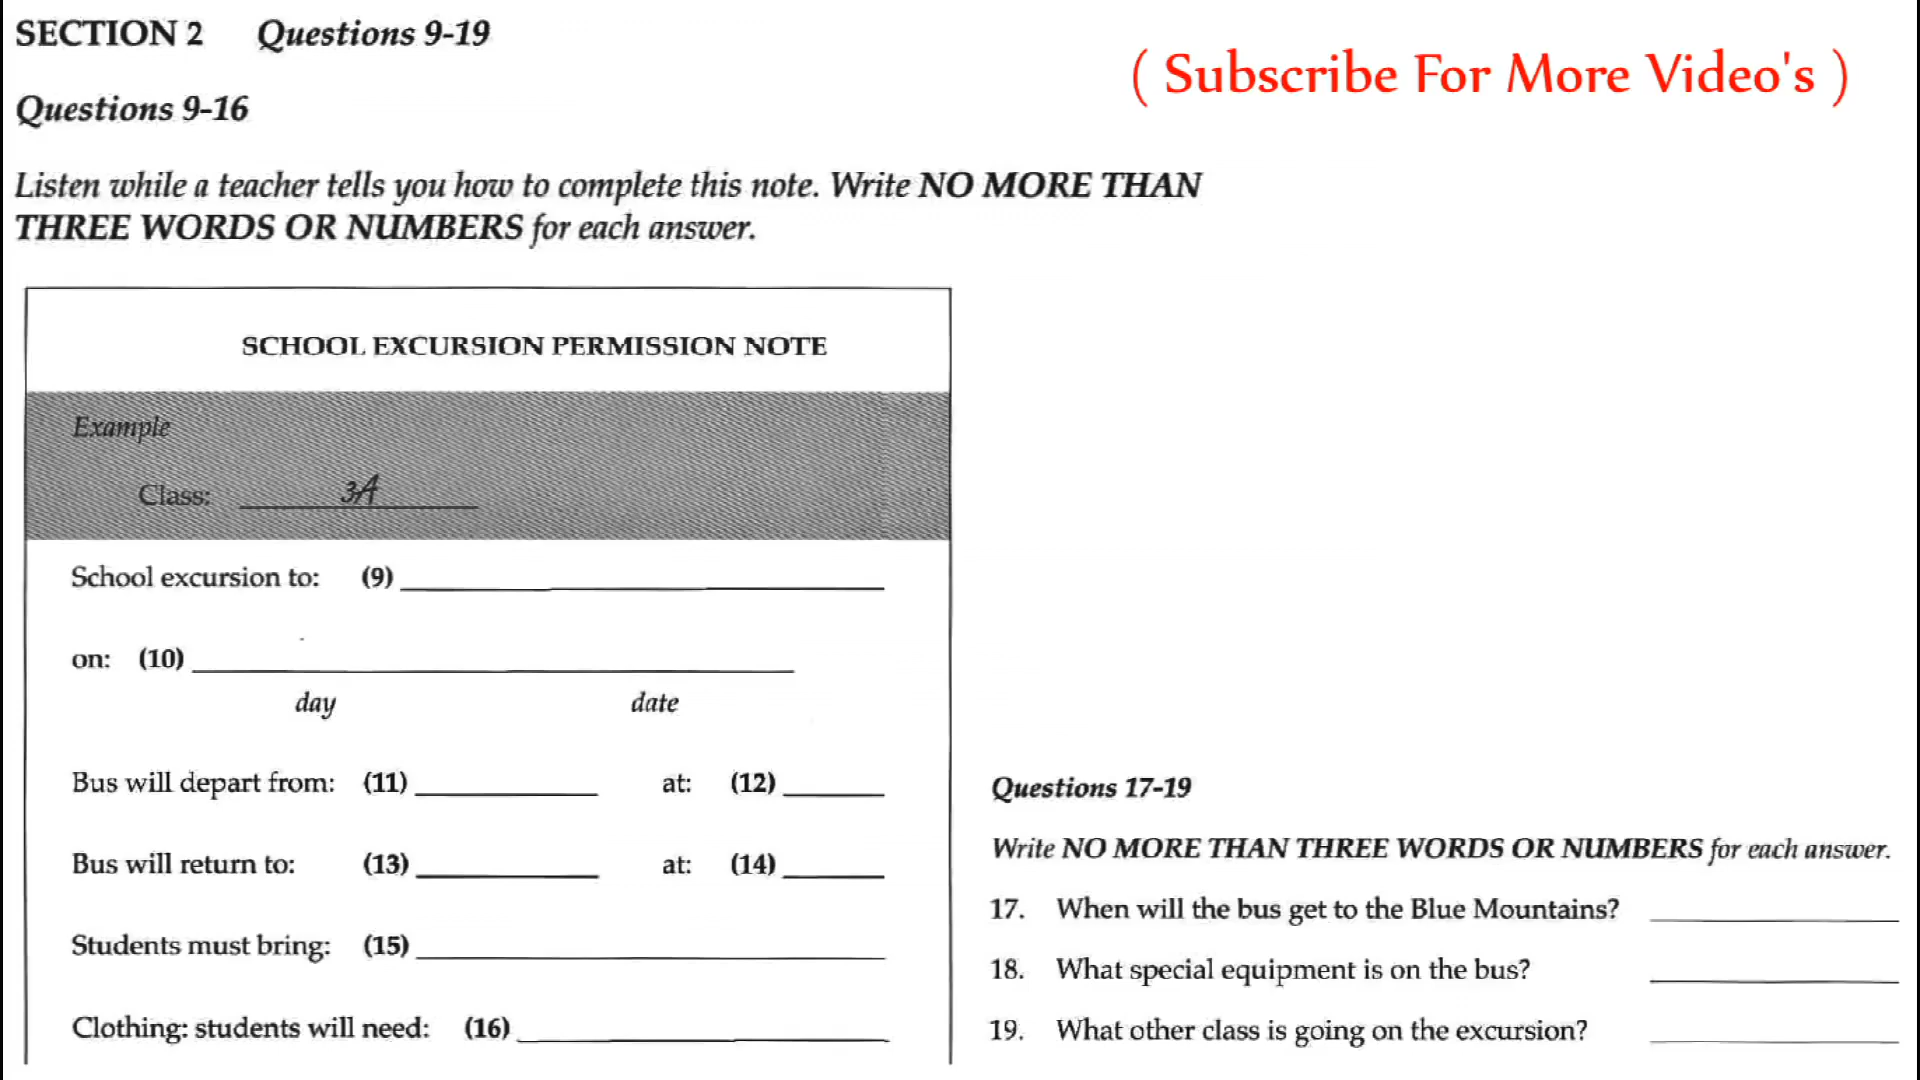 SECTION 2 Questions 9-19
( Subscribe For More Video's )
Questions 9-16
Listen while a teacher tells you how to complete this note. Write NO MORE THAN
THREE WORDS OR NUMBERS for each answer.
SCHOOL EXCURSION PERMISSION NOTE
Example
Class: 3A
School excursion to: (9)
on: (10)
day date
Bus will depart from: (11) at: (12)
Bus will return to: (13) at: (14)
Students must bring: (15)
Clothing: students will need: (16)
Questions 17-19
Write NO MORE THAN THREE WORDS OR NUMBERS for each answer.
17. When will the bus get to the Blue Mountains?
18. What special equipment is on the bus?
19. What other class is going on the excursion?